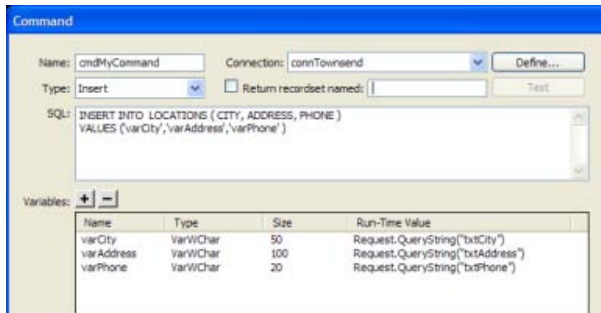 Command
Name: cmdMyCommand Connection: connTownsend Define...
Type: Insert Return recordset named: Test
SQL: INSERT INTO LOCATIONS ( CITY, ADDRESS, PHONE )
VALUES ('varCity','varAddress','varPhone' )
Variables: + −
Name Type Size Run-Time Value
varCity VarWChar 50 Request.QueryString("txtCity")
varAddress VarWChar 100 Request.QueryString("txtAddress")
varPhone VarWChar 20 Request.QueryString("txtPhone")